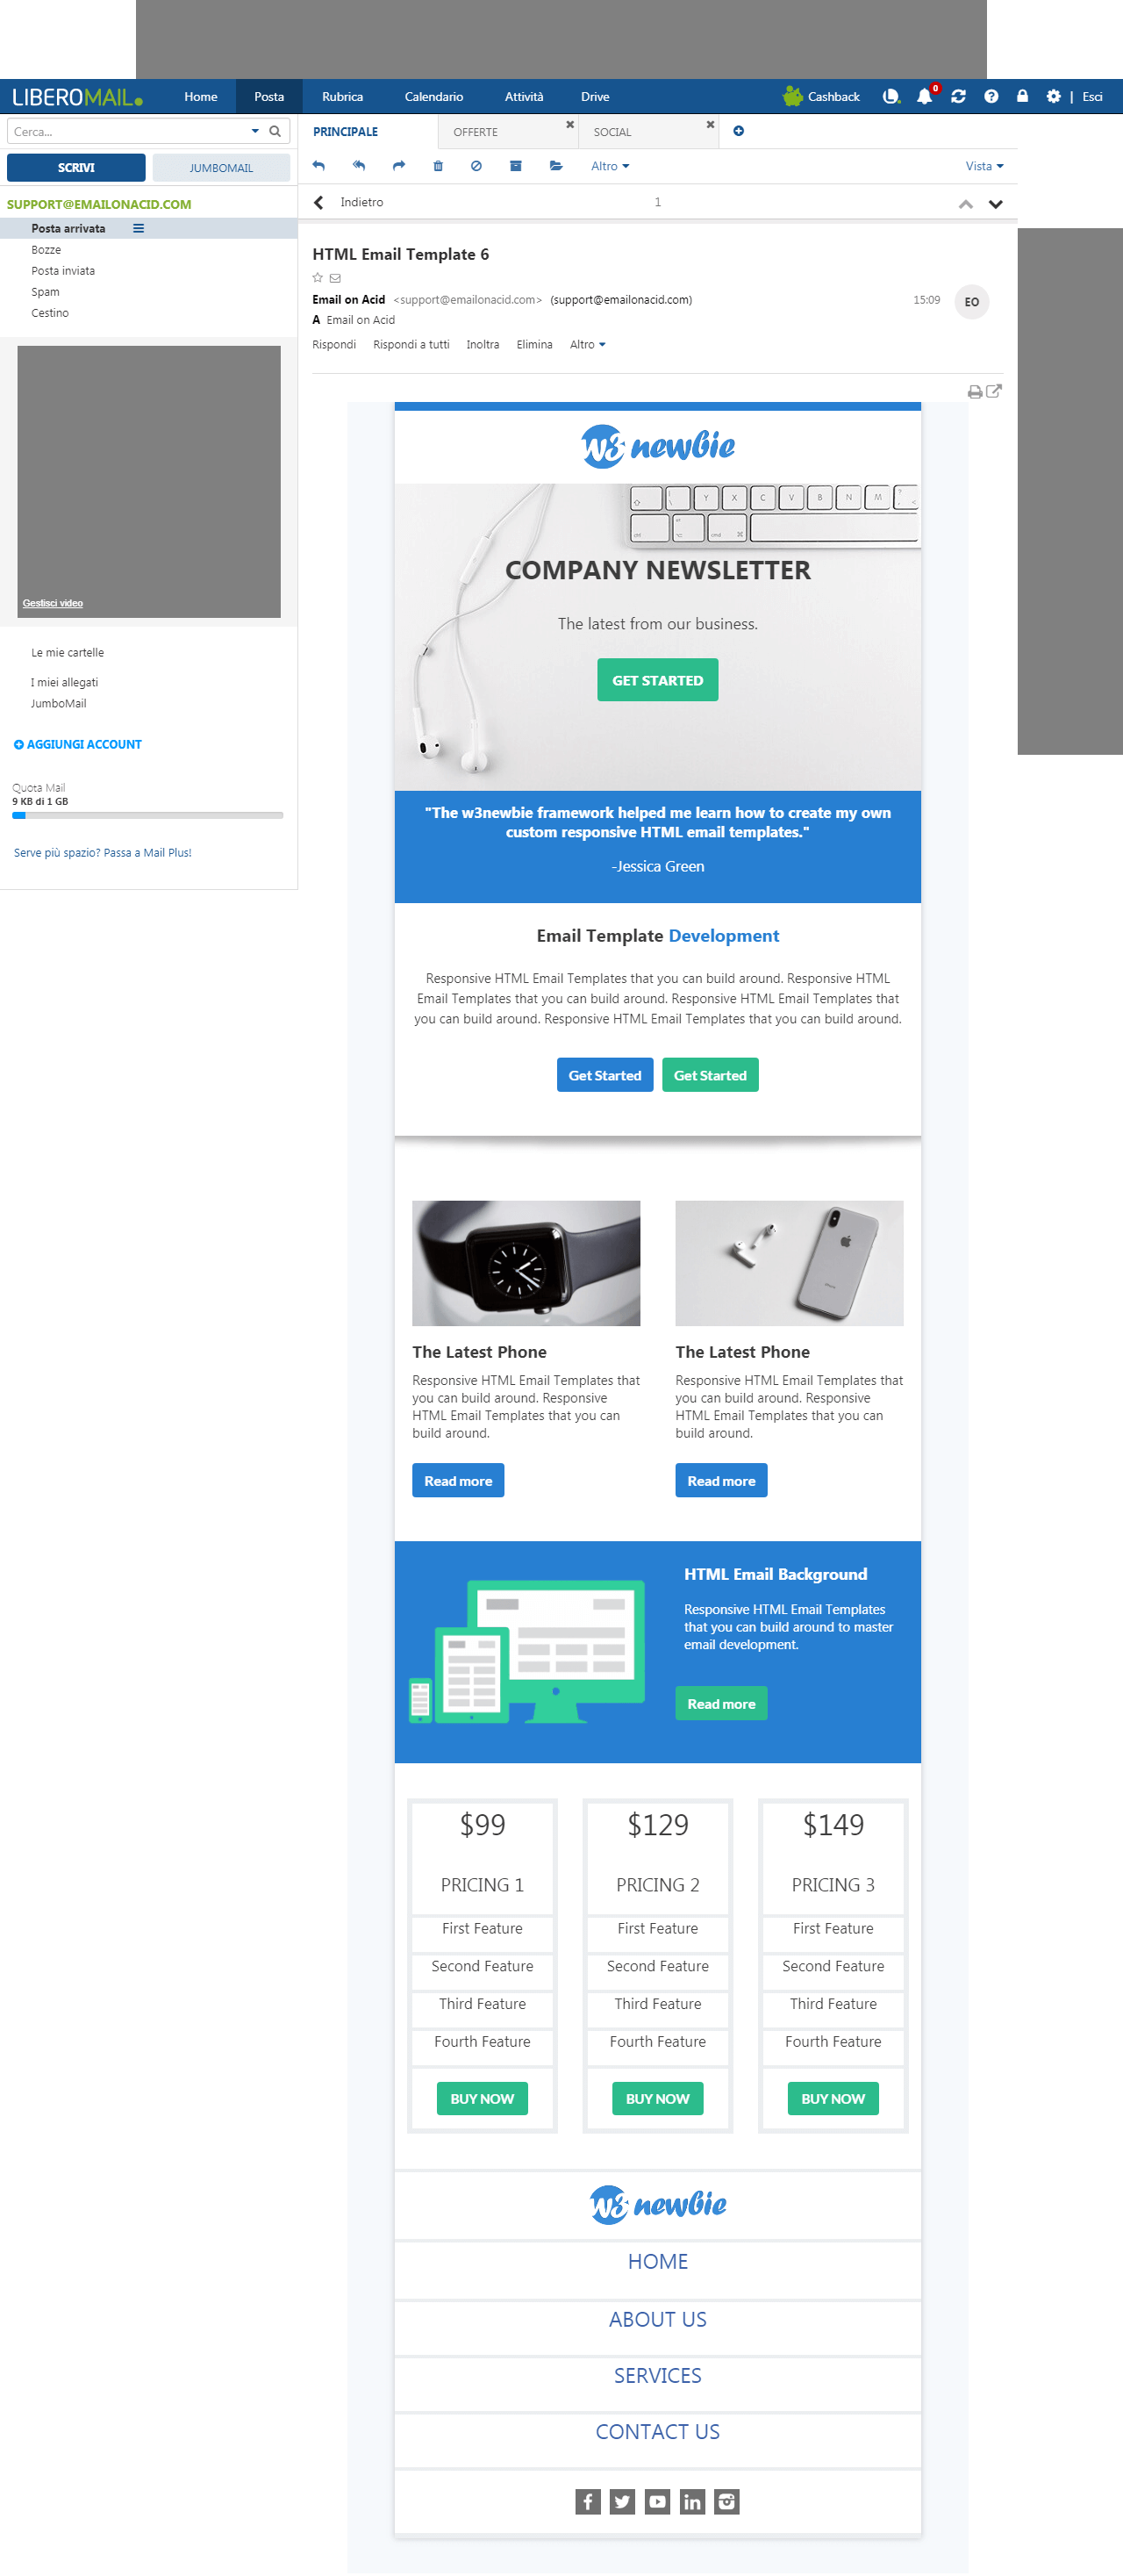 LIBEROMAIL
Home
Posta
Rubrica
Calendario
Attività
Drive
Cashback
0
| Esci
Cerca...
PRINCIPALE
OFFERTE
SOCIAL
SCRIVI
JUMBOMAIL
Altro
Vista
SUPPORT@EMAILONACID.COM
Indietro
1
Posta arrivata
Bozze
Posta inviata
Spam
Cestino
Gestisci video
Le mie cartelle
I miei allegati
JumboMail
AGGIUNGI ACCOUNT
Quota Mail
9 KB di 1 GB
Serve più spazio? Passa a Mail Plus!
HTML Email Template 6
Email on Acid <support@emailonacid.com> (support@emailonacid.com)
15:09
EO
A Email on Acid
Rispondi Rispondi a tutti Inoltra Elimina Altro
w3 newbie
Y X C V B N M
ctrl alt cmd ⌘
COMPANY NEWSLETTER
The latest from our business.
GET STARTED
"The w3newbie framework helped me learn how to create my own
custom responsive HTML email templates."
-Jessica Green
Email Template Development
Responsive HTML Email Templates that you can build around. Responsive HTML
Email Templates that you can build around. Responsive HTML Email Templates that
you can build around. Responsive HTML Email Templates that you can build around.
Get Started
Get Started
The Latest Phone
Responsive HTML Email Templates that
you can build around. Responsive
HTML Email Templates that you can
build around.
Read more
The Latest Phone
Responsive HTML Email Templates that
you can build around. Responsive
HTML Email Templates that you can
build around.
Read more
HTML Email Background
Responsive HTML Email Templates
that you can build around to master
email development.
Read more
$99
PRICING 1
First Feature
Second Feature
Third Feature
Fourth Feature
BUY NOW
$129
PRICING 2
First Feature
Second Feature
Third Feature
Fourth Feature
BUY NOW
$149
PRICING 3
First Feature
Second Feature
Third Feature
Fourth Feature
BUY NOW
w3 newbie
HOME
ABOUT US
SERVICES
CONTACT US